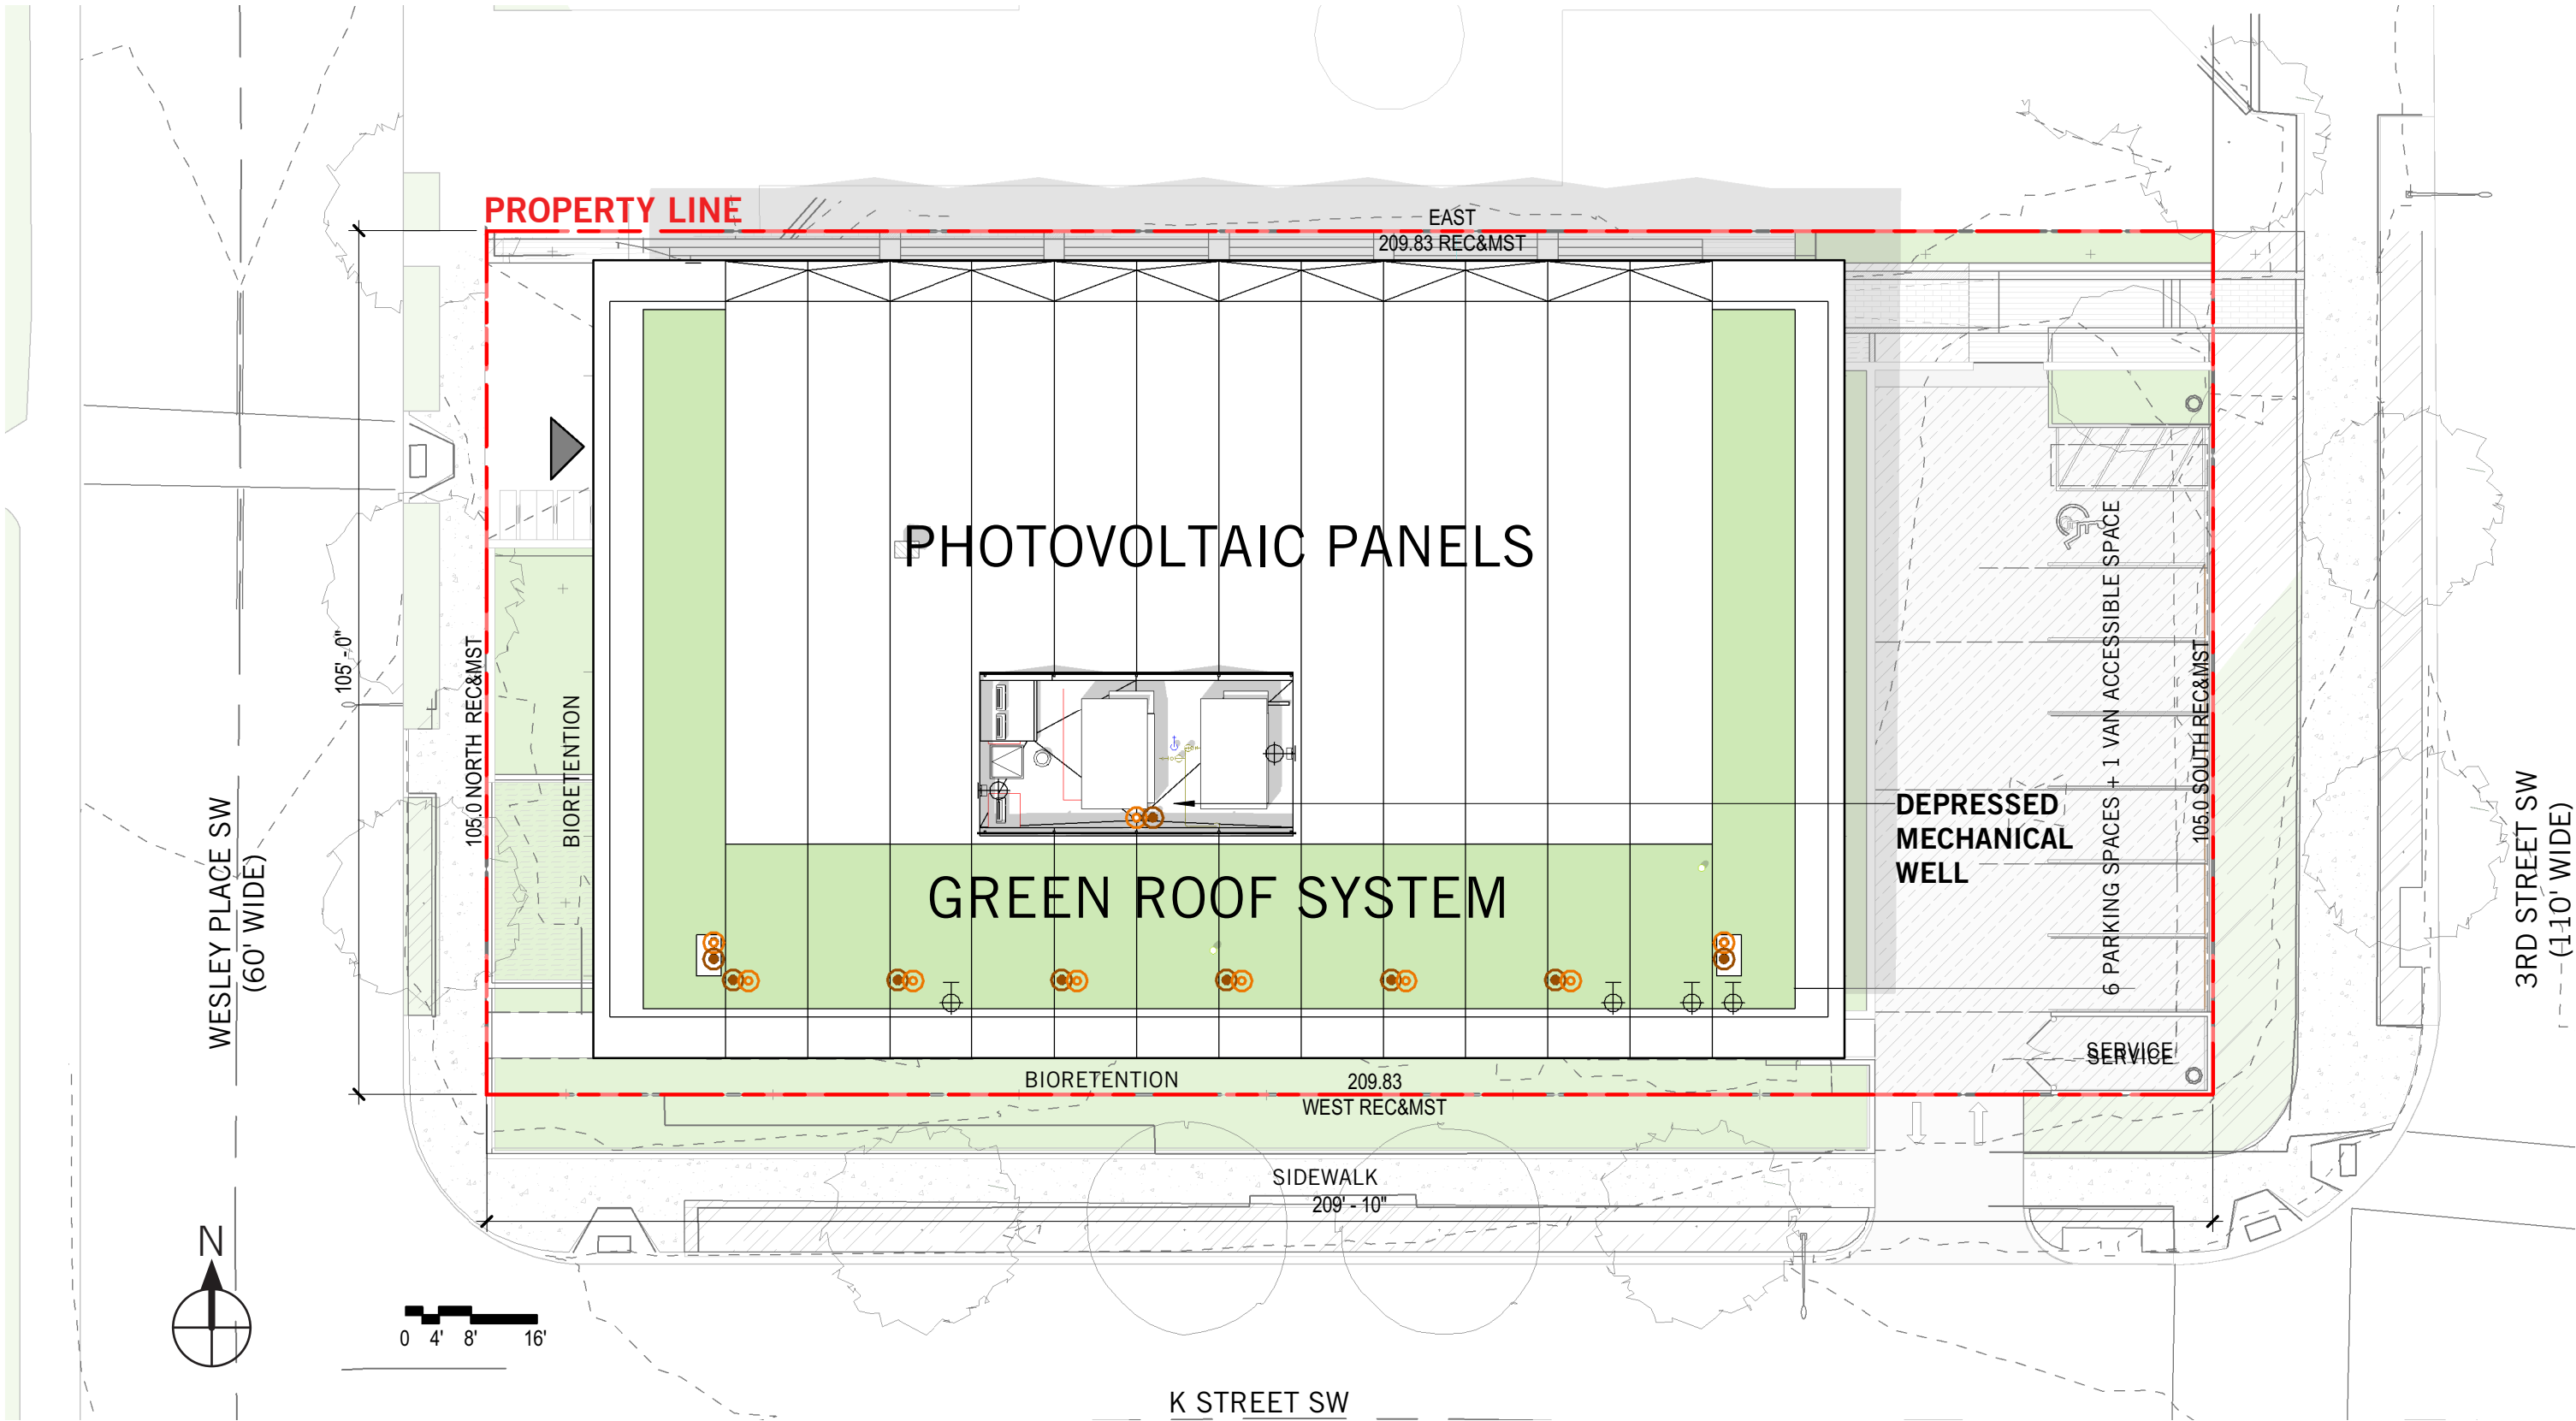 PROPERTY LINE
EAST
209.83 REC&MST
PHOTOVOLTAIC PANELS
105'-0"
105.0 NORTH REC&MST
BIORETENTION
WESLEY PLACE SW
(60' WIDE)
DEPRESSED
MECHANICAL
WELL
6 PARKING SPACES + 1 VAN ACCESSIBLE SPACE
105.0 SOUTH REC&MST
3RD STREET SW
(110' WIDE)
GREEN ROOF SYSTEM
SERVICE
SERVICE
BIORETENTION
209.83
WEST REC&MST
SIDEWALK
209' - 10"
N
0 4' 8' 16'
K STREET SW